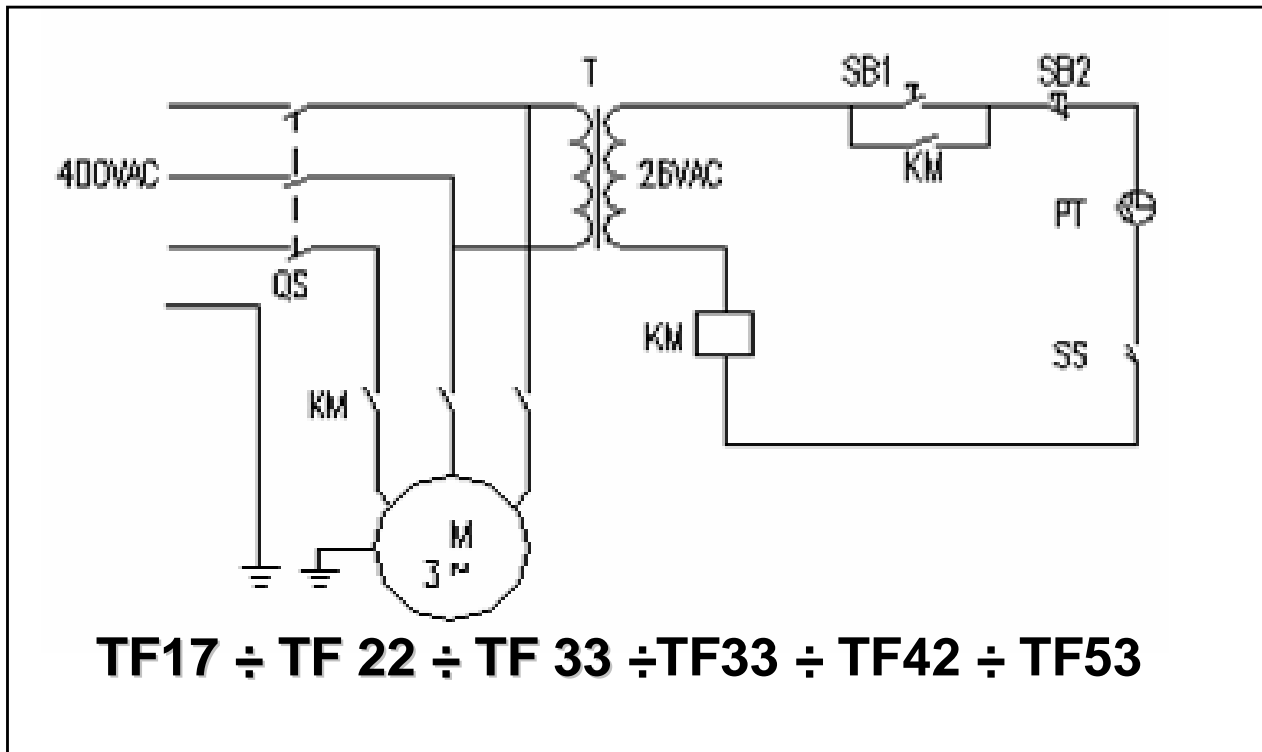 T
SB1
SB2
400VAC
26VAC
KM
PT
QS
KM
SS
KM
M
3 ~
TF17 ÷ TF 22 ÷ TF 33 ÷TF33 ÷ TF42 ÷ TF53